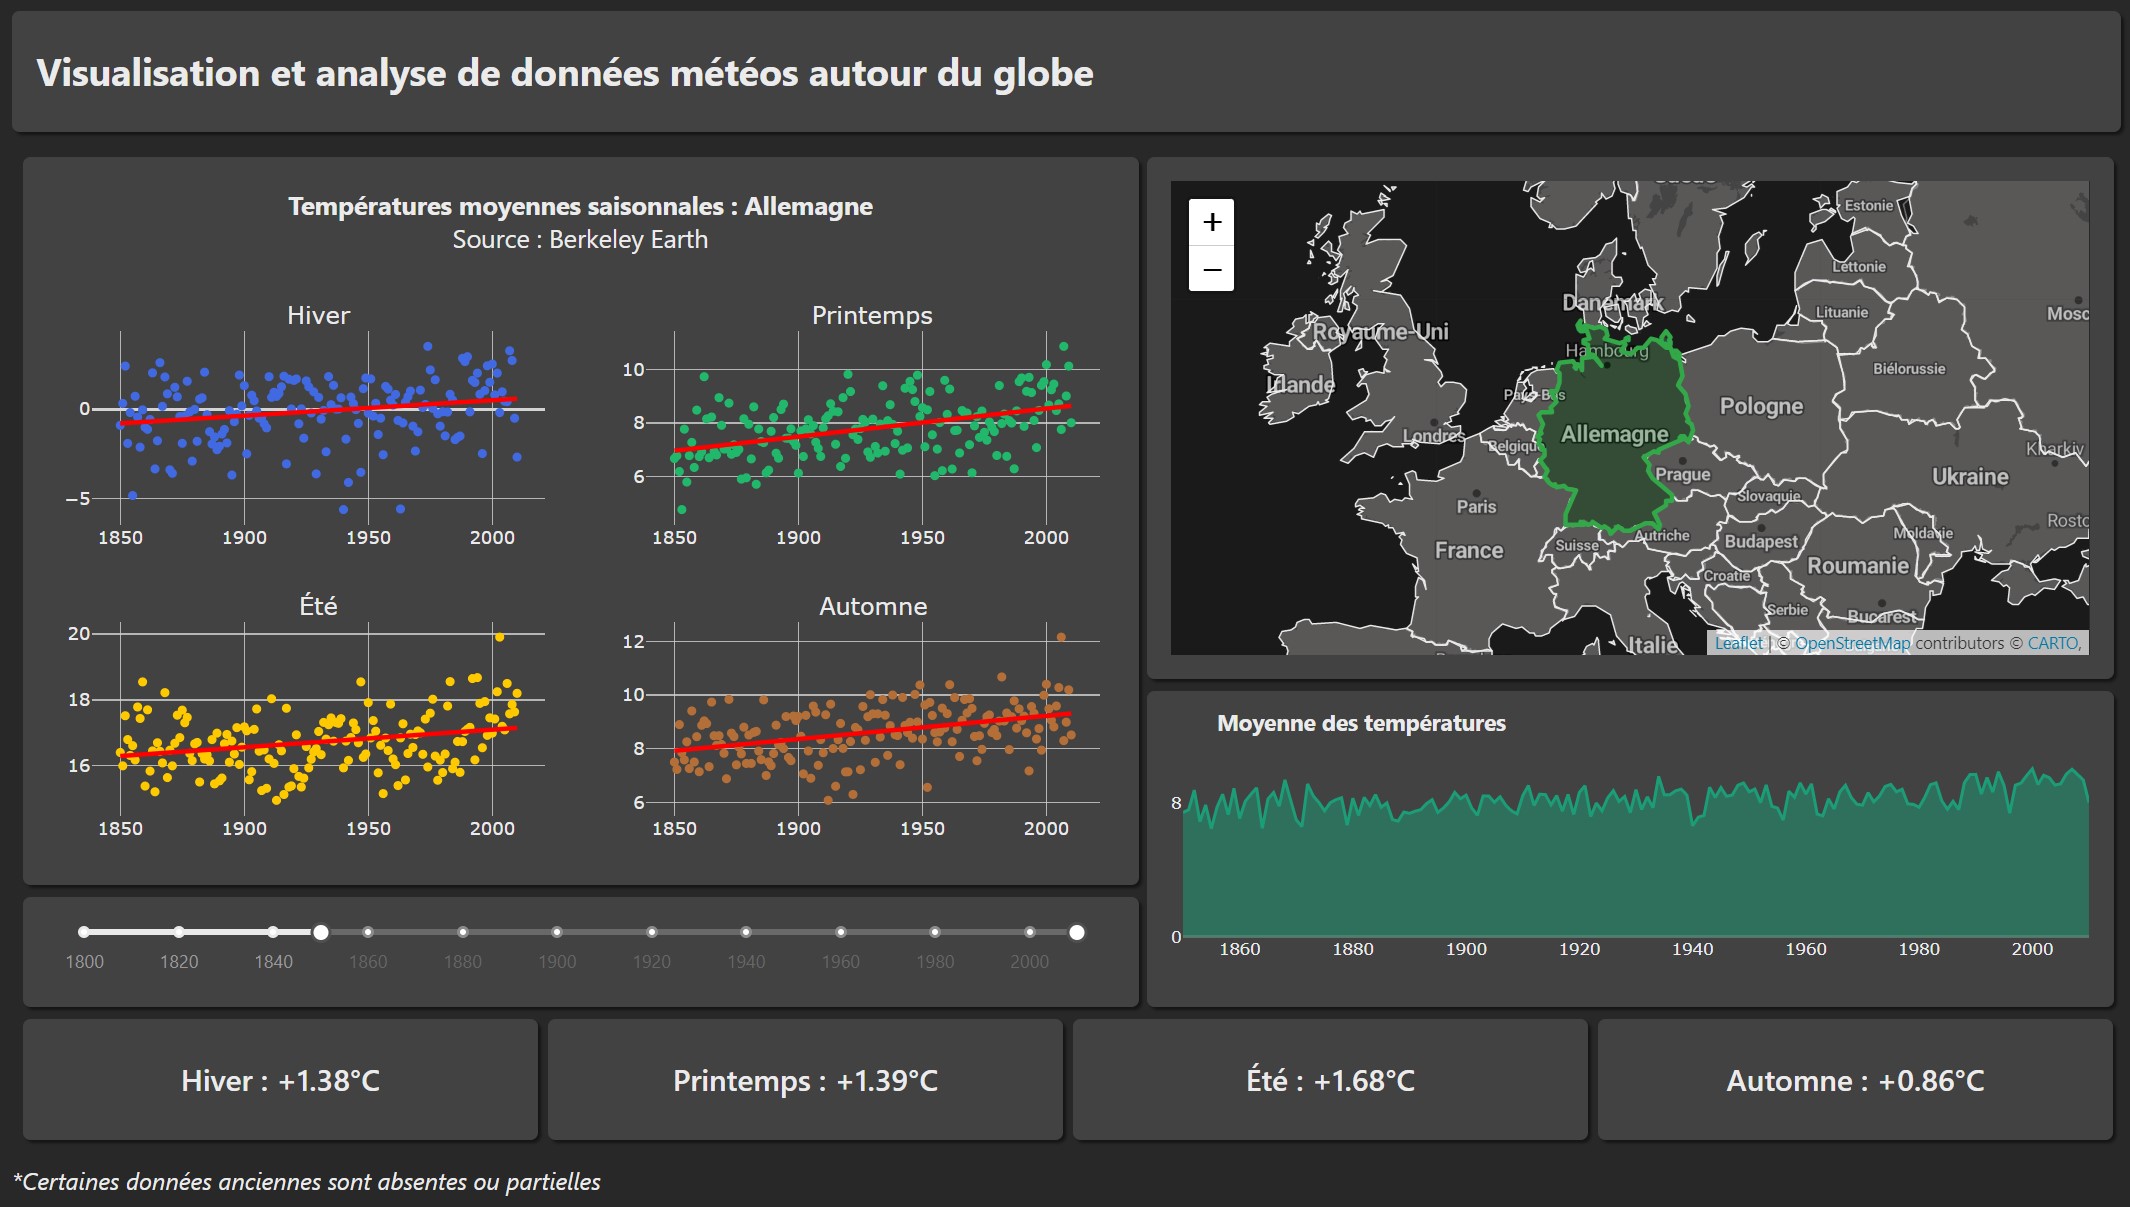 Visualisation et analyse de données météos autour du globe
Températures moyennes saisonnales : Allemagne
Source : Berkeley Earth
Hiver
0
−5
1850 1900 1950 2000
Printemps
10
8
6
1850 1900 1950 2000
Été
20
18
16
1850 1900 1950 2000
Automne
12
10
8
6
1850 1900 1950 2000
+
−
Estonie
Lettonie
Danemark
Lituanie
Mosc
Royaume-Uni
Hambourg
Biélorussie
Irlande
Pays-Bas
Pologne
Londres
Allemagne
Belgique
Kharkiv
Prague
Ukraine
Slovaquie
Paris
Rosto
Suisse
Autriche
Budapest
Moldavie
France
Roumanie
Croatie
Serbie
Bucarest
Italie
Leaflet | © OpenStreetMap contributors © CARTO,
Moyenne des températures
8
0
1860 1880 1900 1920 1940 1960 1980 2000
1800 1820 1840 1860 1880 1900 1920 1940 1960 1980 2000
Hiver : +1.38°C
Printemps : +1.39°C
Été : +1.68°C
Automne : +0.86°C
*Certaines données anciennes sont absentes ou partielles